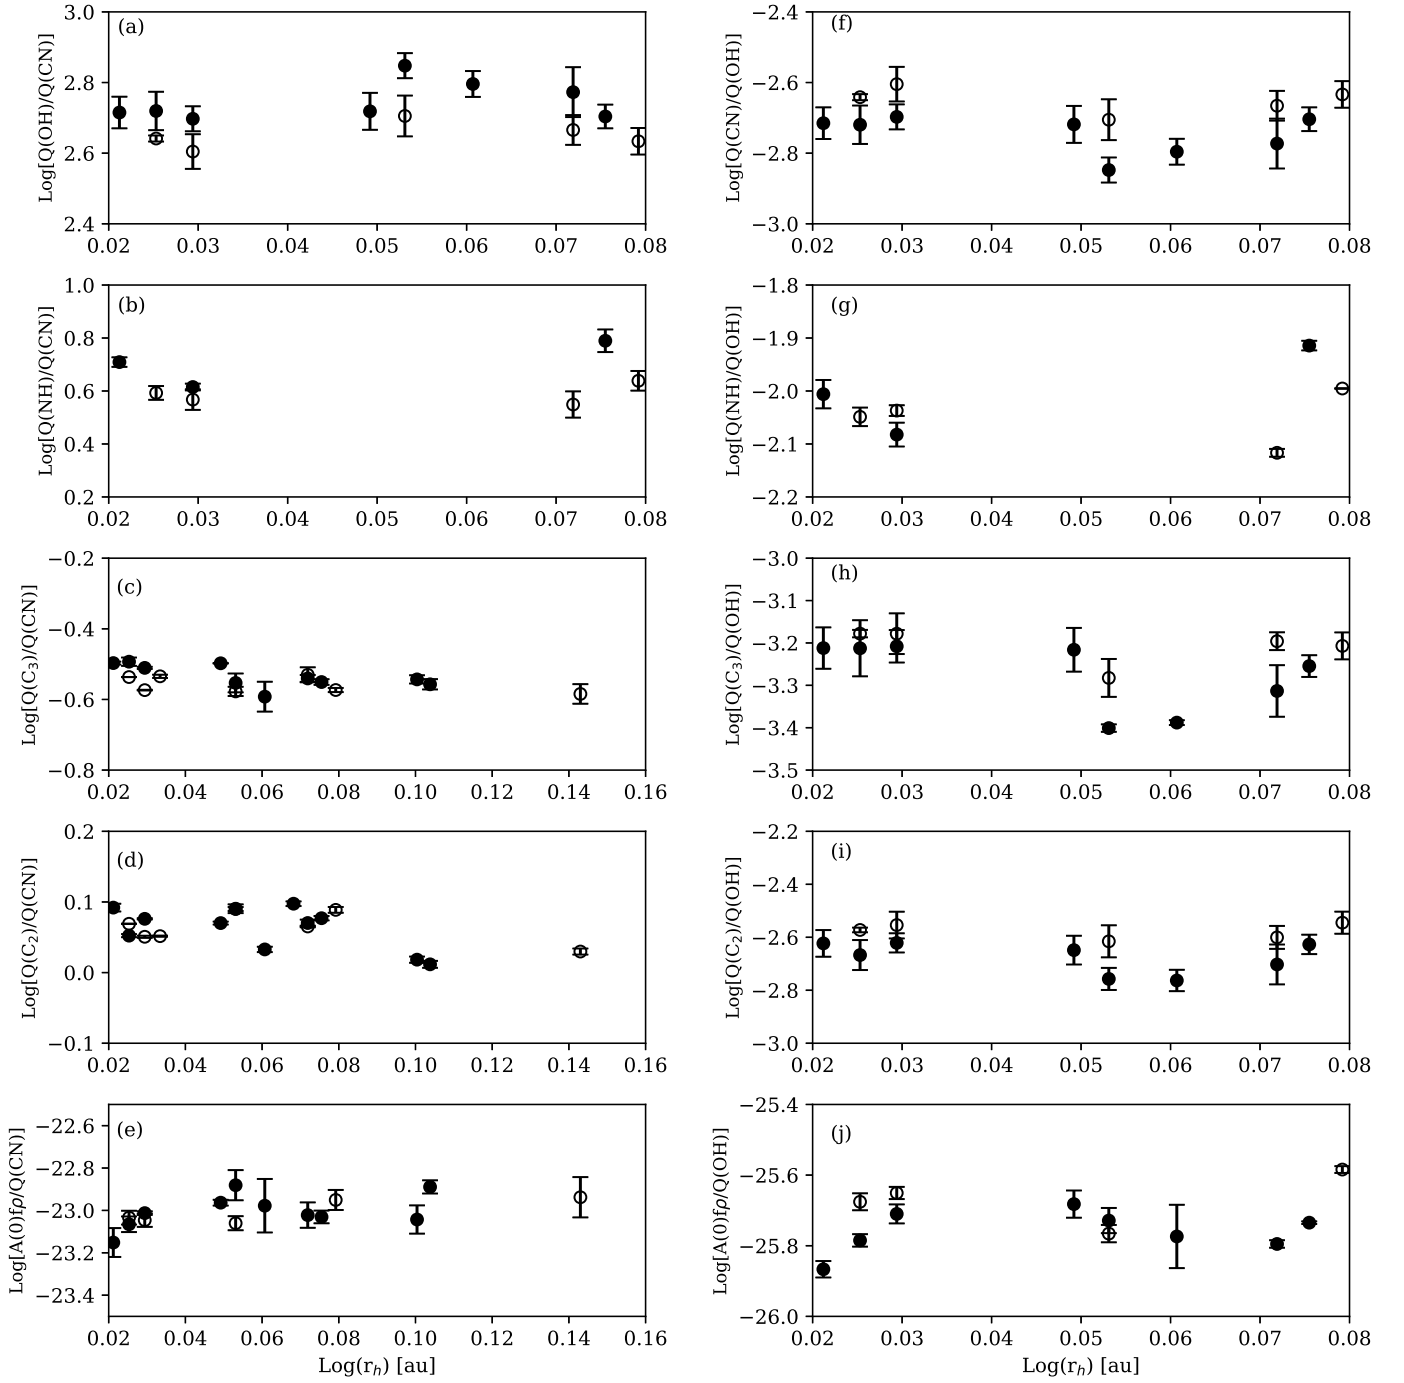 (a)
Log[Q(OH)/Q(CN)]
3.0
2.8
2.6
2.4
0.02 0.03 0.04 0.05 0.06 0.07 0.08
(f)
Log[Q(CN)/Q(OH)]
−2.4
−2.6
−2.8
−3.0
0.02 0.03 0.04 0.05 0.06 0.07 0.08
(b)
Log[Q(NH)/Q(CN)]
1.0
0.8
0.6
0.4
0.2
0.02 0.03 0.04 0.05 0.06 0.07 0.08
(g)
Log[Q(NH)/Q(OH)]
−1.8
−1.9
−2.0
−2.1
−2.2
0.02 0.03 0.04 0.05 0.06 0.07 0.08
(c)
Log[Q(C₃)/Q(CN)]
−0.2
−0.4
−0.6
−0.8
0.02 0.04 0.06 0.08 0.10 0.12 0.14 0.16
(h)
Log[Q(C₃)/Q(OH)]
−3.0
−3.1
−3.2
−3.3
−3.4
−3.5
0.02 0.03 0.04 0.05 0.06 0.07 0.08
(d)
Log[Q(C₂)/Q(CN)]
0.2
0.1
0.0
−0.1
0.02 0.04 0.06 0.08 0.10 0.12 0.14 0.16
(i)
Log[Q(C₂)/Q(OH)]
−2.2
−2.4
−2.6
−2.8
−3.0
0.02 0.03 0.04 0.05 0.06 0.07 0.08
(e)
Log[A(0)fρ/Q(CN)]
−22.6
−22.8
−23.0
−23.2
−23.4
0.02 0.04 0.06 0.08 0.10 0.12 0.14 0.16
Log(rₕ) [au]
(j)
Log[A(0)fρ/Q(OH)]
−25.4
−25.6
−25.8
−26.0
0.02 0.03 0.04 0.05 0.06 0.07 0.08
Log(rₕ) [au]